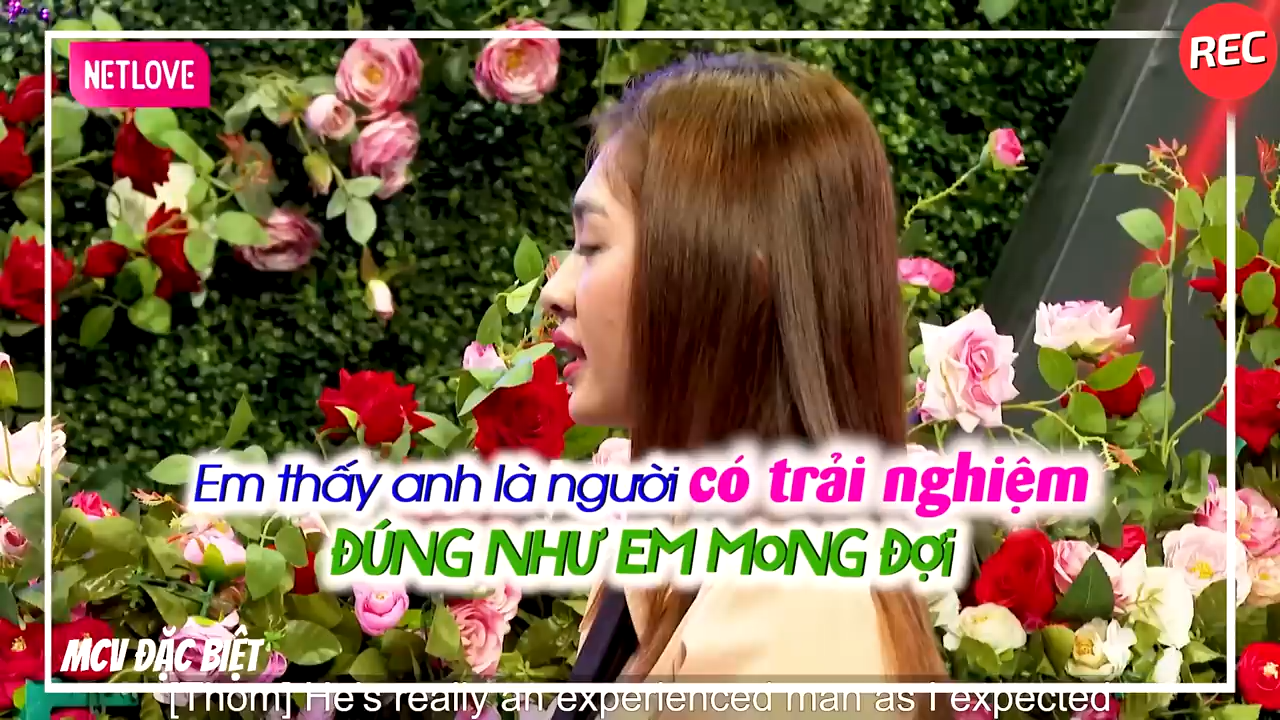 REC
NETLOVE
Em thấy anh là người có trải nghiệm
ĐÚNG NHƯ EM MONG ĐỢI
MCV ĐẶC BIỆT
[Thom] He's really an experienced man as I expected